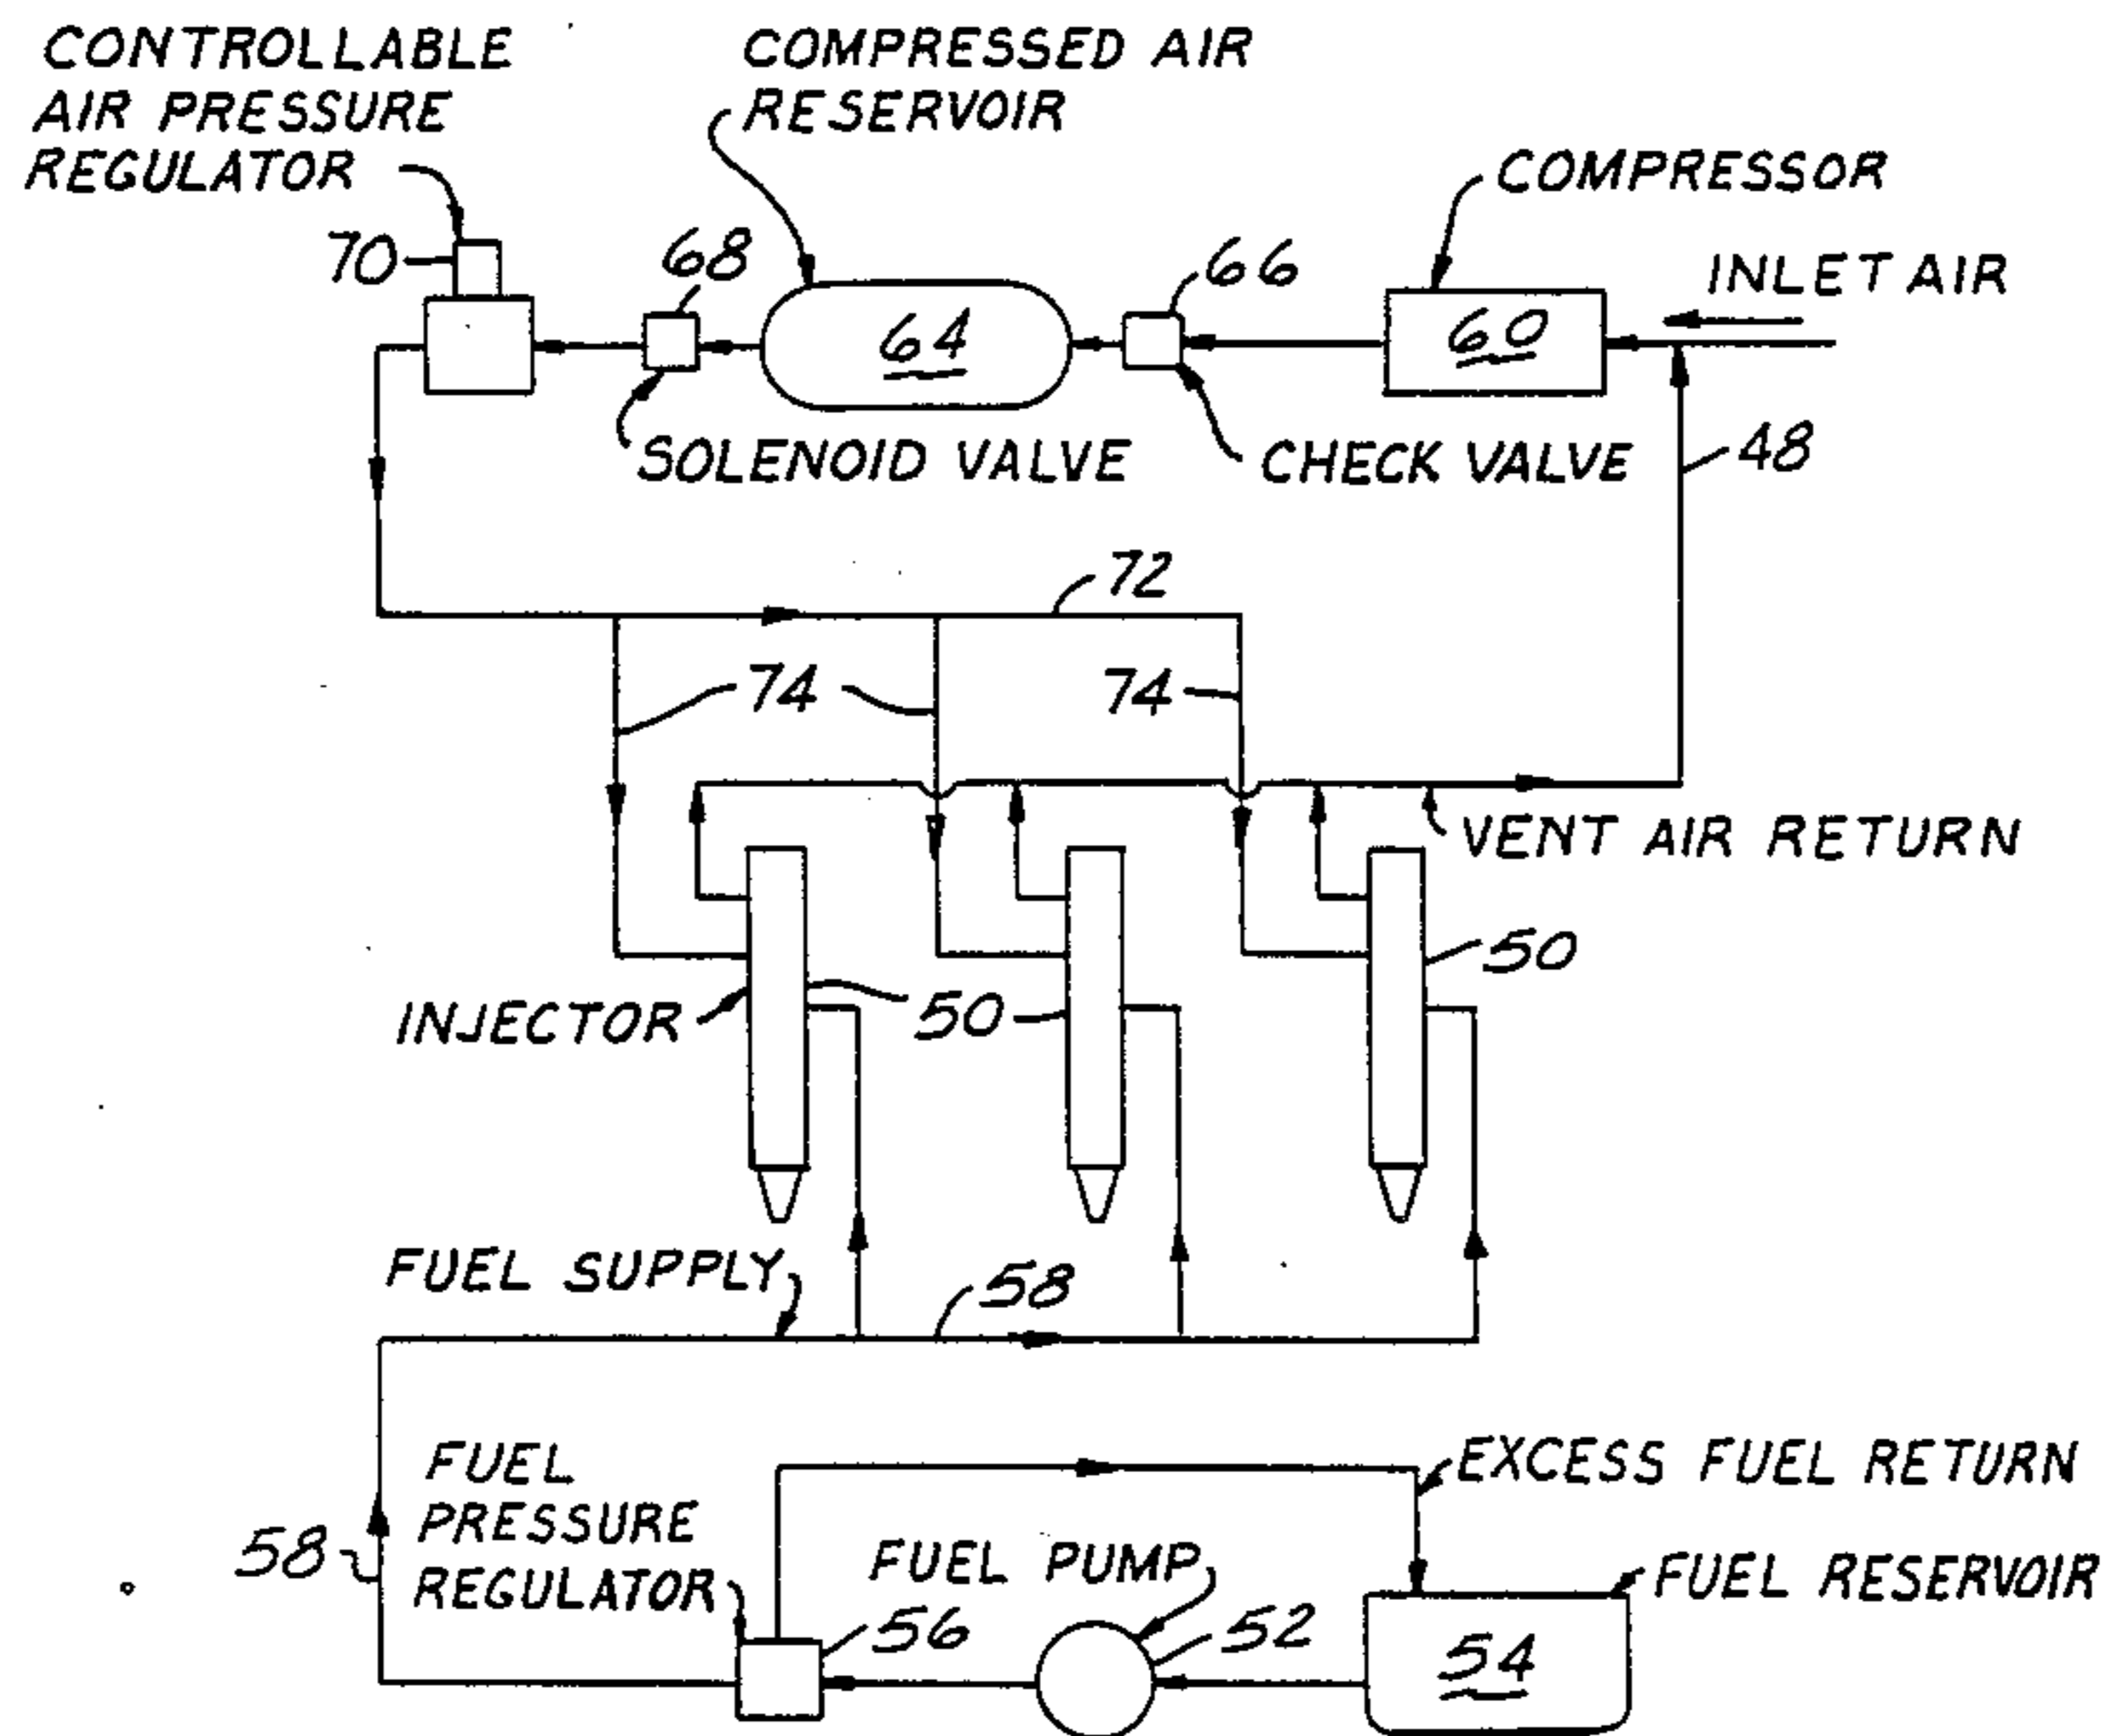 CONTROLLABLE
AIR PRESSURE
REGULATOR
COMPRESSED AIR
RESERVOIR
COMPRESSOR
INLET AIR
70
68
64
66
60
SOLENOID VALVE
CHECK VALVE
48
72
74
74
VENT AIR RETURN
INJECTOR
50
50
FUEL SUPPLY
58
FUEL
PRESSURE
REGULATOR
58
EXCESS FUEL RETURN
FUEL PUMP
FUEL RESERVOIR
56
52
54